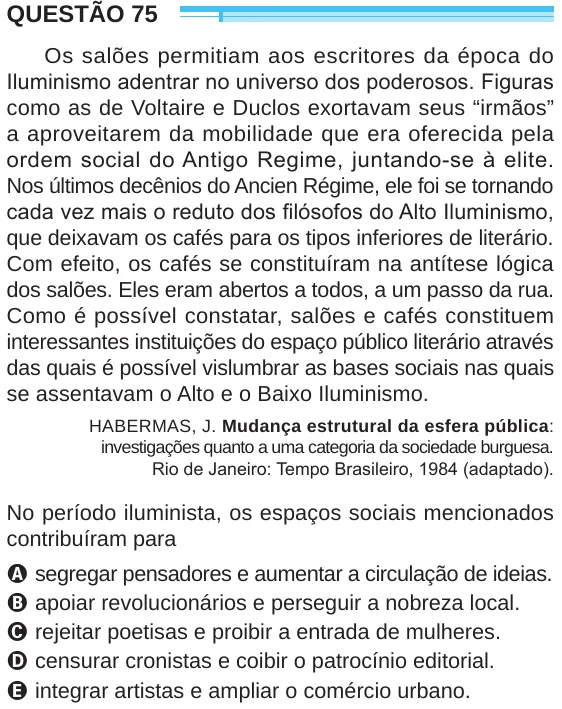 QUESTÃO 75
Os salões permitiam aos escritores da época do
Iluminismo adentrar no universo dos poderosos. Figuras
como as de Voltaire e Duclos exortavam seus “irmãos”
a aproveitarem da mobilidade que era oferecida pela
ordem social do Antigo Regime, juntando-se à elite.
Nos últimos decênios do Ancien Régime, ele foi se tornando
cada vez mais o reduto dos filósofos do Alto Iluminismo,
que deixavam os cafés para os tipos inferiores de literário.
Com efeito, os cafés se constituíram na antítese lógica
dos salões. Eles eram abertos a todos, a um passo da rua.
Como é possível constatar, salões e cafés constituem
interessantes instituições do espaço público literário através
das quais é possível vislumbrar as bases sociais nas quais
se assentavam o Alto e o Baixo Iluminismo.
HABERMAS, J. Mudança estrutural da esfera pública:
investigações quanto a uma categoria da sociedade burguesa.
Rio de Janeiro: Tempo Brasileiro, 1984 (adaptado).
No período iluminista, os espaços sociais mencionados
contribuíram para
A segregar pensadores e aumentar a circulação de ideias.
B apoiar revolucionários e perseguir a nobreza local.
C rejeitar poetisas e proibir a entrada de mulheres.
D censurar cronistas e coibir o patrocínio editorial.
E integrar artistas e ampliar o comércio urbano.